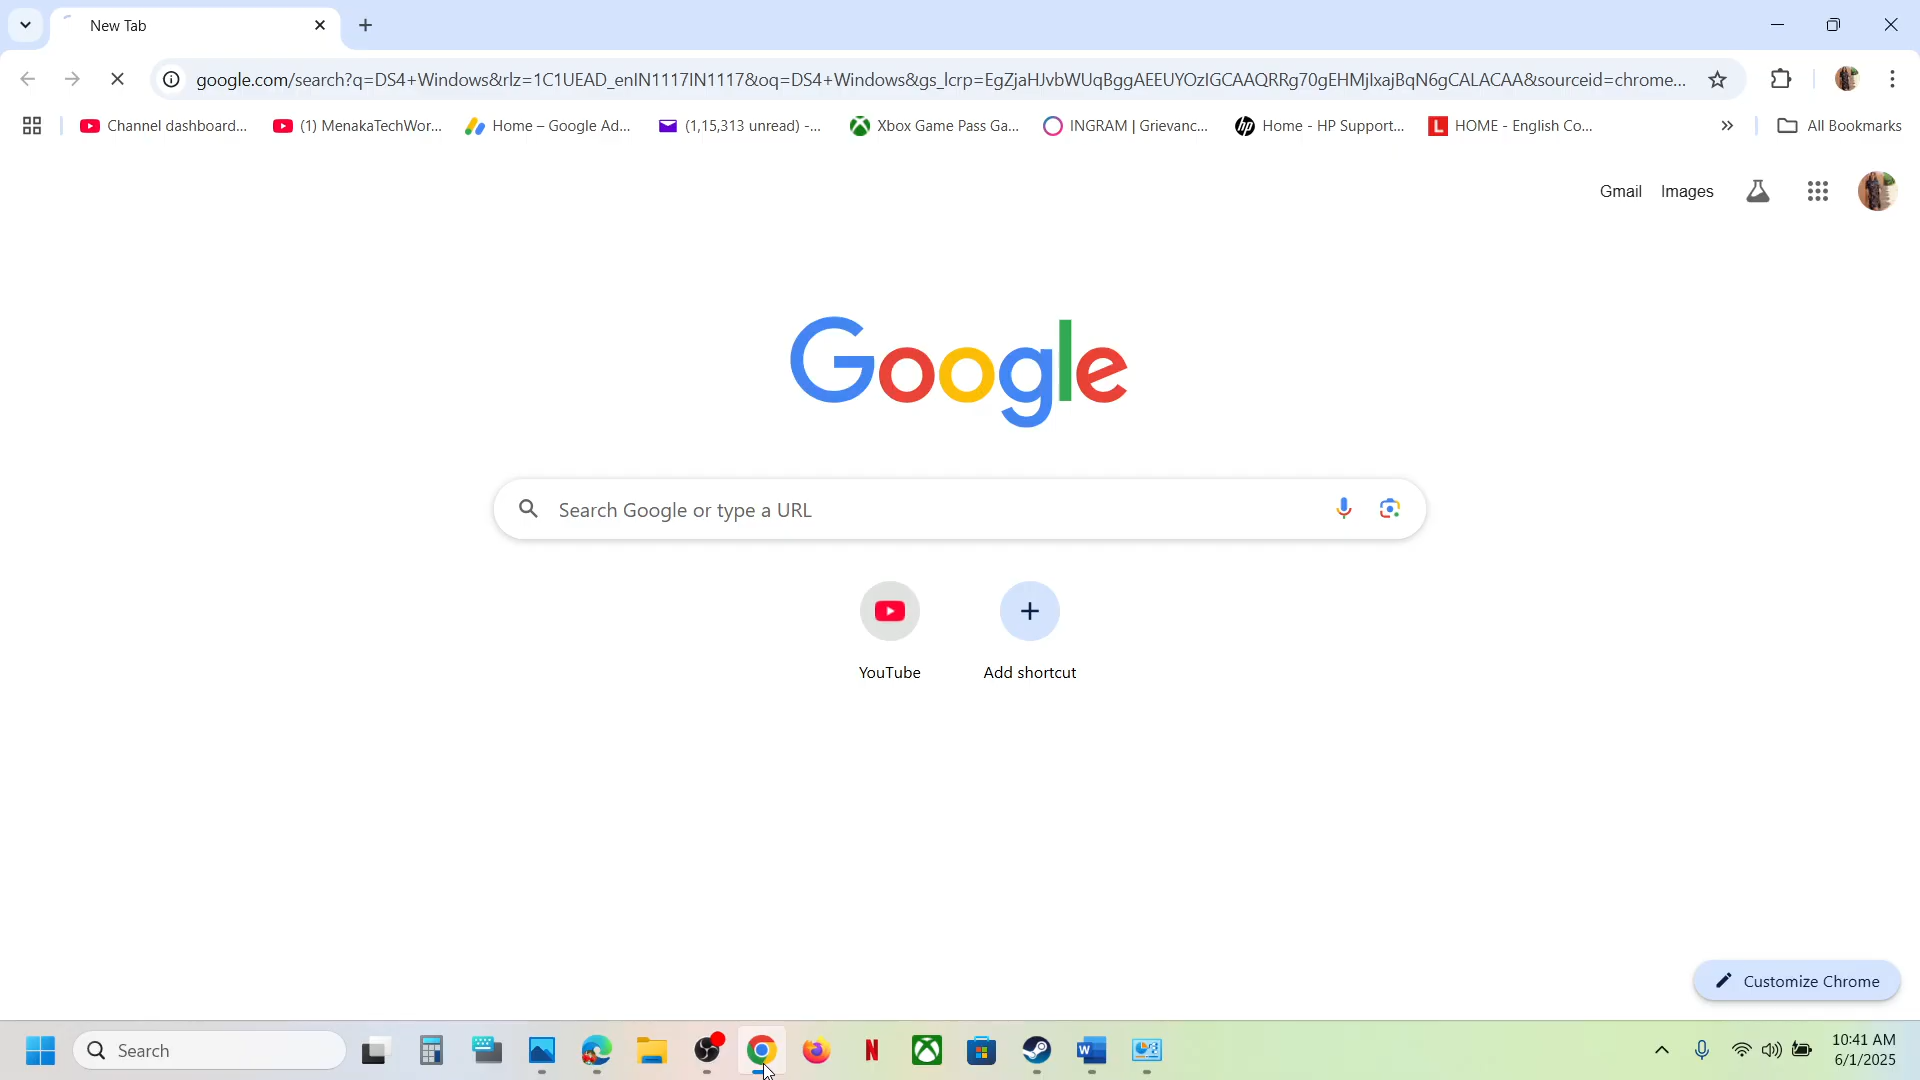 New Tab
google.com/search?q=DS4+Windows&rlz=1C1UEAD_enIN1117IN1117&oq=DS4+Windows&gs_lcrp=EgZjaHJvbWUqBggAEEUYOzIGCAAQRRg70gEHMjIxajBqN6gCALACAA&sourceid=chrome...
Channel dashboard... (1) MenakaTechWor... Home – Google Ad... (1,15,313 unread) -... Xbox Game Pass Ga... INGRAM | Grievanc... Home - HP Support... HOME - English Co... All Bookmarks
Gmail Images
Google
Search Google or type a URL
YouTube Add shortcut
Customize Chrome
Search
10:41 AM
6/1/2025